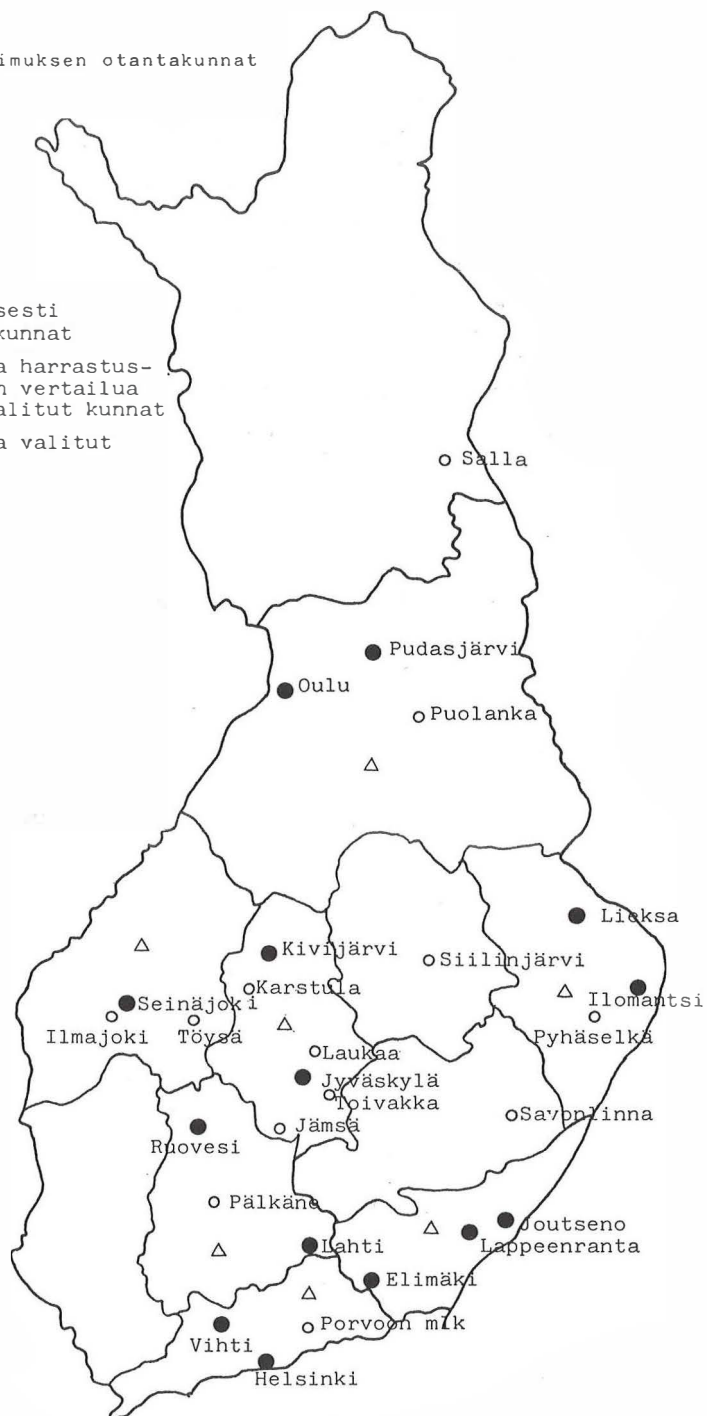 imuksen otantakunnat
sesti
kunnat
a harrastus-
n vertailua
alitut kunnat
a valitut
Salla
Pudasjärvi
Oulu
Puolanka
Lieksa
Kivijärvi
Siilinjärvi
Karstula
Seinäjoki
Ilomantsi
Ilmajoki
Töysä
Pyhäselkä
Laukaa
Jyväskylä
Toivakka
Savonlinna
Jämsä
Ruovesi
Pälkäne
Joutseno
Lahti
Lappeenranta
Elimäki
Porvoon mlk
Vihti
Helsinki